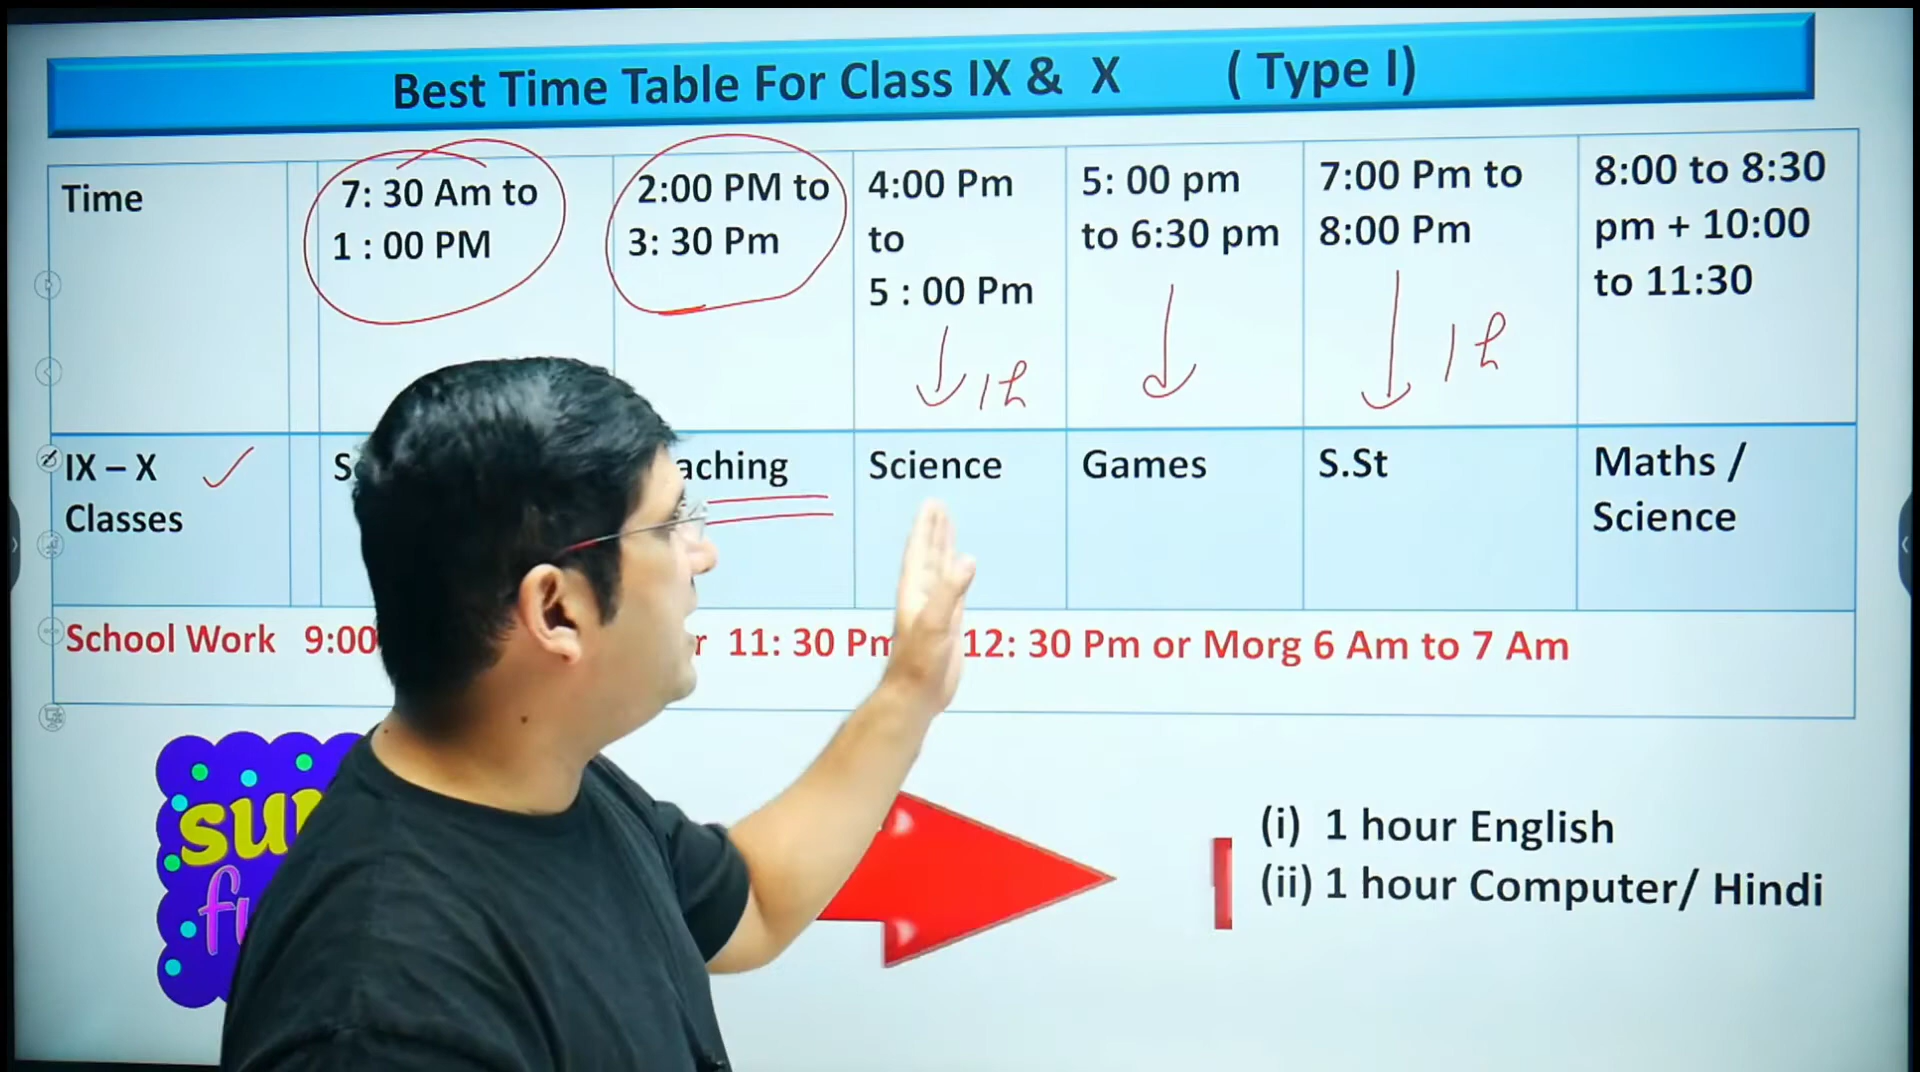 Best Time Table For Class IX & X ( Type I)
Time
7: 30 Am to
1 : 00 PM
2:00 PM to
3: 30 Pm
4:00 Pm
to
5 : 00 Pm
5: 00 pm
to 6:30 pm
7:00 Pm to
8:00 Pm
8:00 to 8:30
pm + 10:00
to 11:30
1h
1h
IX – X
Classes
Science
Games
S.St
Maths /
Science
School Work 9:00 11: 30 Pm 12: 30 Pm or Morg 6 Am to 7 Am
(i) 1 hour English
(ii) 1 hour Computer/ Hindi